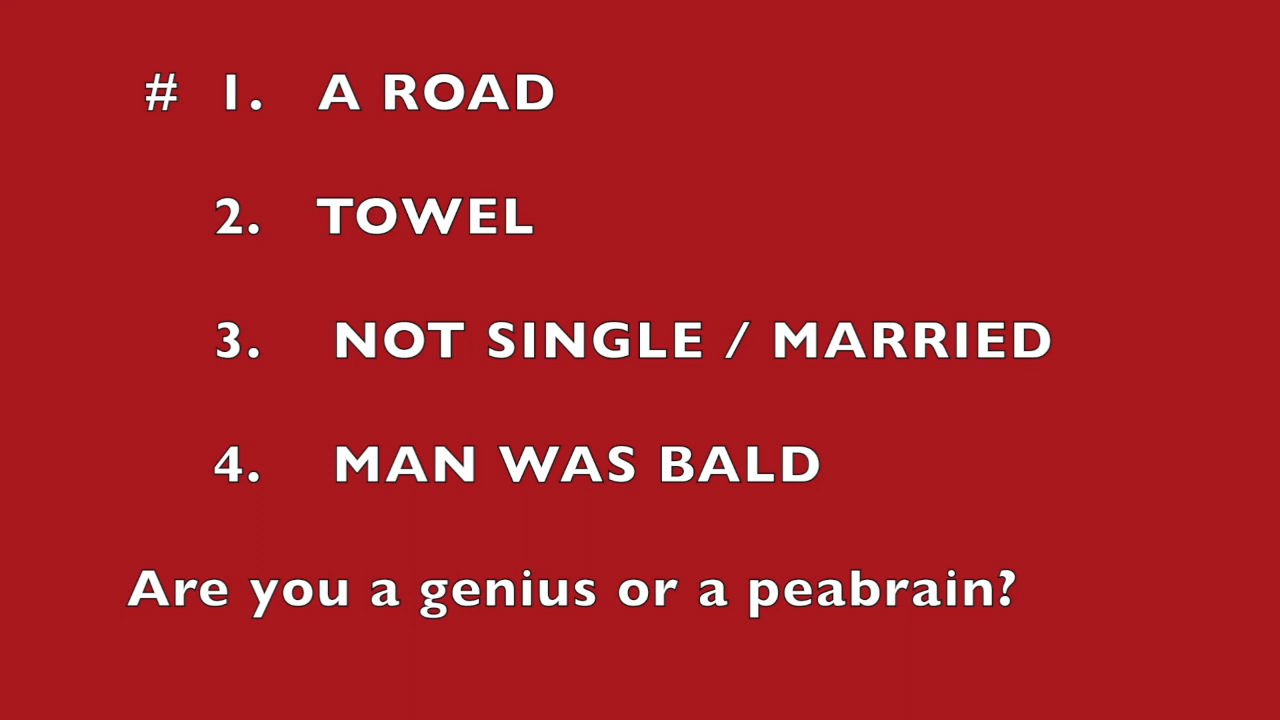 # 1. A ROAD
2. TOWEL
3. NOT SINGLE / MARRIED
4. MAN WAS BALD
Are you a genius or a peabrain?